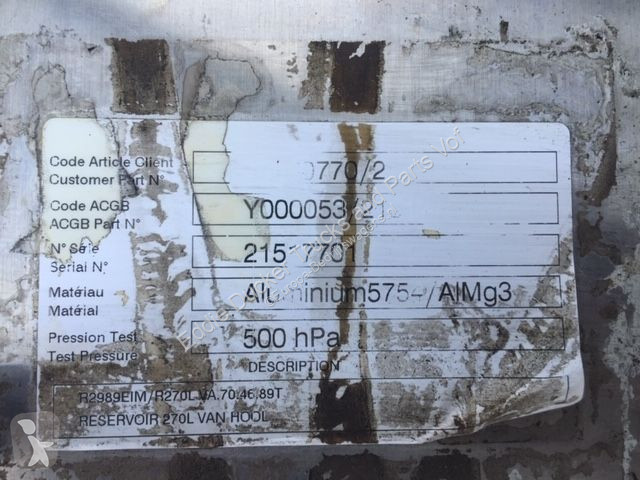 Code Article Client
Customer Part N°
0770/2
Code ACGB
ACGB Part N°
Y000053/21
N° Série
Serial N°
21517701
Matériau
Matérial
Aluminium5754/AlMg3
Pression Test
Test Pressure
500 hPa
DESCRIPTION
R2989EIM/R270L.VA.70.46.89T
RESERVOIR 270L VAN HOOL